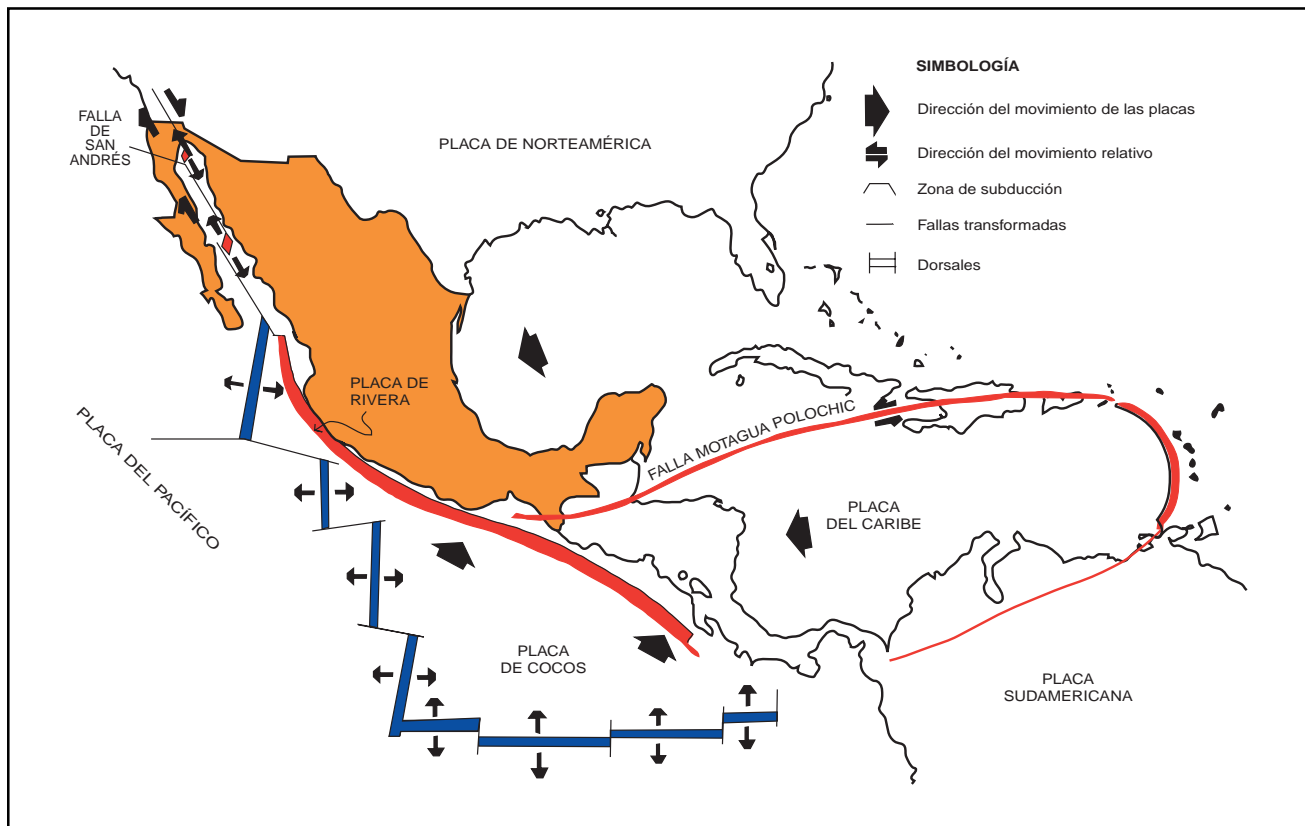 SIMBOLOGÍA
Dirección del movimiento de las placas
Dirección del movimiento relativo
Zona de subducción
Fallas transformadas
Dorsales
FALLA
DE
SAN
ANDRÉS
PLACA DE NORTEAMÉRICA
PLACA DE
RIVERA
PLACA DEL PACÍFICO
FALLA MOTAGUA POLOCHIC
PLACA
DEL CARIBE
PLACA
DE COCOS
PLACA
SUDAMERICANA